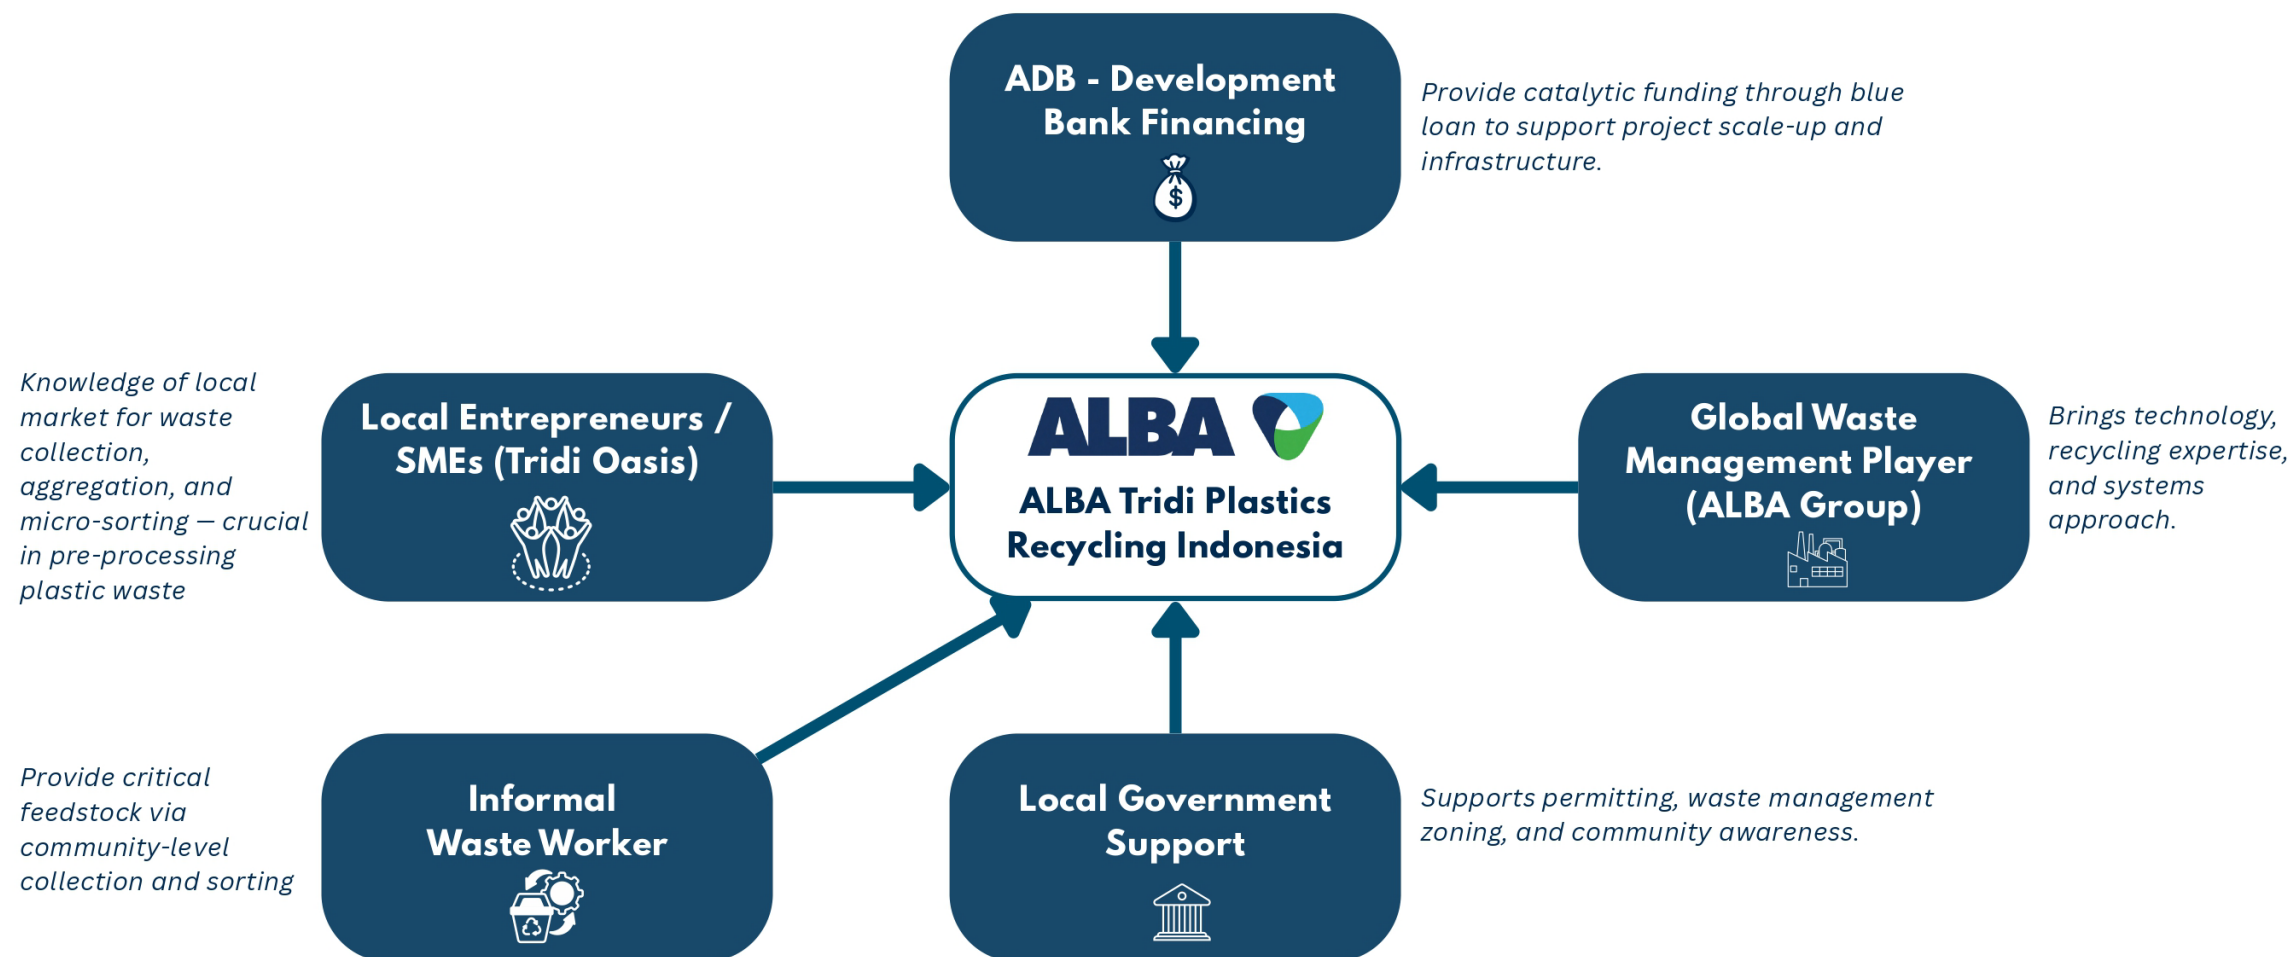 ADB - Development
Bank Financing
$
Provide catalytic funding through blue
loan to support project scale-up and
infrastructure.
Knowledge of local
market for waste
collection,
aggregation, and
micro-sorting – crucial
in pre-processing
plastic waste
Local Entrepreneurs /
SMEs (Tridi Oasis)
ALBA
ALBA Tridi Plastics
Recycling Indonesia
Global Waste
Management Player
(ALBA Group)
Brings technology,
recycling expertise,
and systems
approach.
Provide critical
feedstock via
community-level
collection and sorting
Informal
Waste Worker
Local Government
Support
Supports permitting, waste management
zoning, and community awareness.